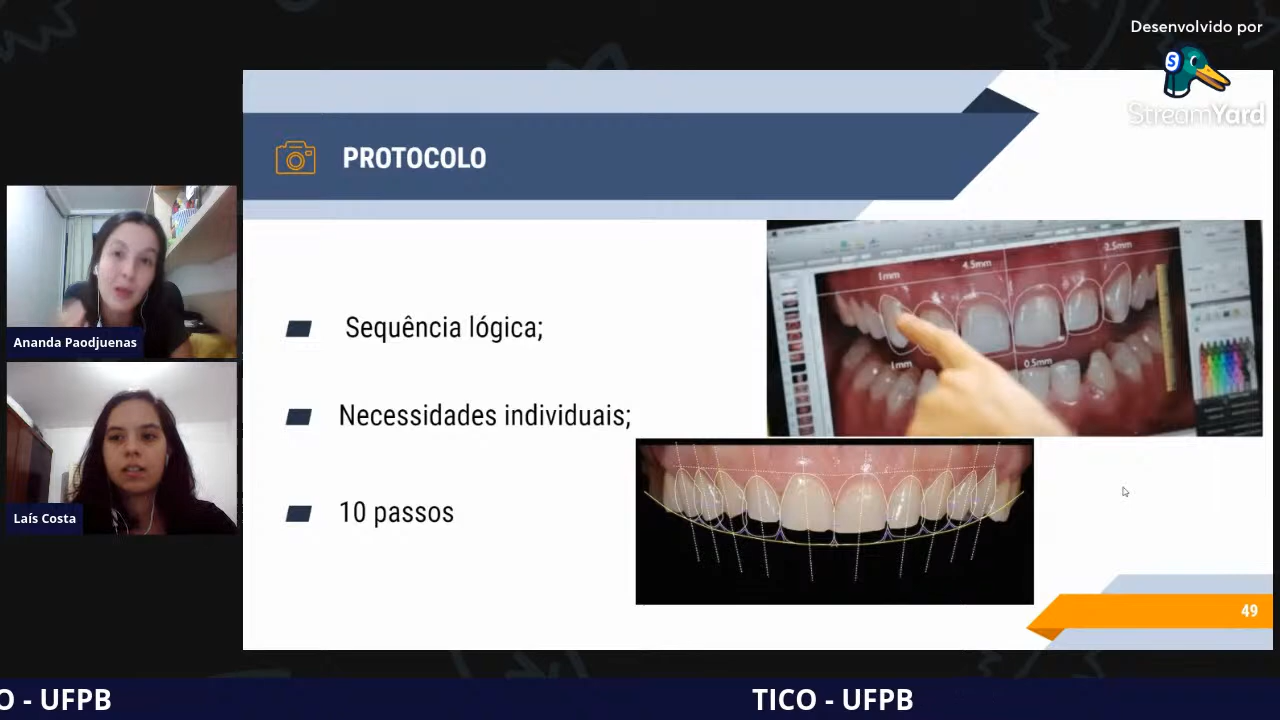 Desenvolvido por
S
StreamYard
PROTOCOLO
1mm
4.5mm
2.5mm
Sequência lógica;
1mm
0.5mm
Necessidades individuais;
10 passos
Ananda Paodjuenas
Laís Costa
49
O - UFPB
TICO - UFPB